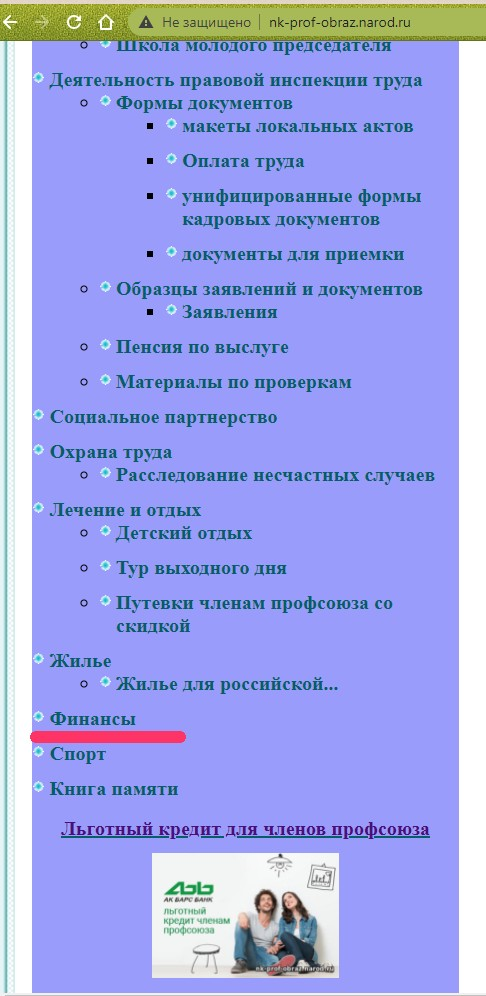 Не защищено | nk-prof-obraz.narod.ru
Школа молодого председателя
Деятельность правовой инспекции труда
Формы документов
макеты локальных актов
Оплата труда
унифицированные формы
кадровых документов
документы для приемки
Образцы заявлений и документов
Заявления
Пенсия по выслуге
Материалы по проверкам
Социальное партнерство
Охрана труда
Расследование несчастных случаев
Лечение и отдых
Детский отдых
Тур выходного дня
Путевки членам профсоюза со
скидкой
Жилье
Жилье для российской...
Финансы
Спорт
Книга памяти
Льготный кредит для членов профсоюза
АК БАРС БАНК
ЛЬГОТНЫЙ
КРЕДИТ ЧЛЕНАМ
ПРОФСОЮЗА
nk-prof-obraz.narod.ru